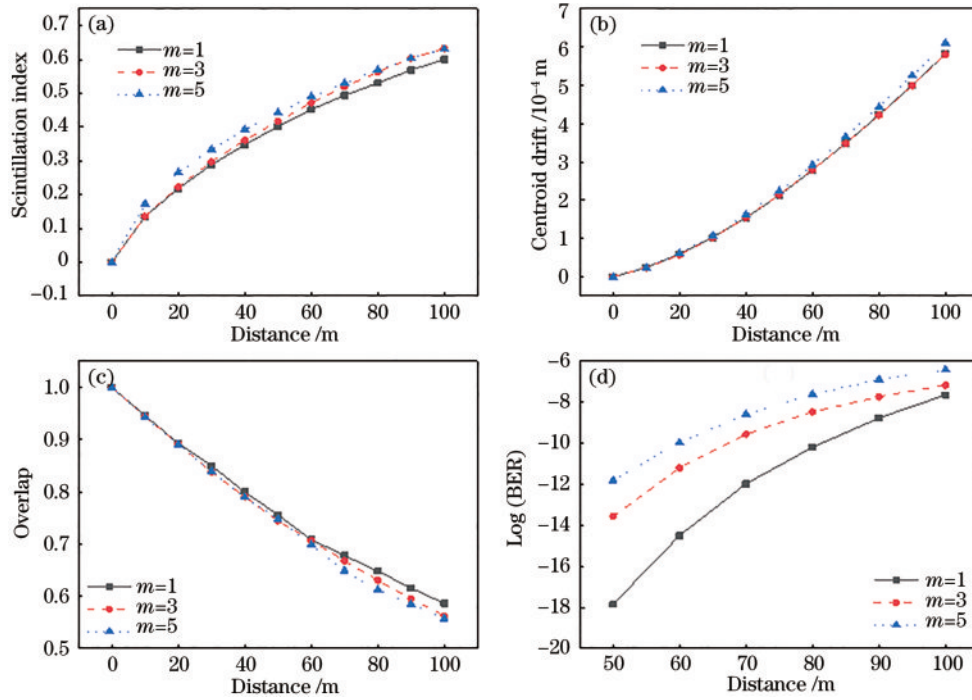 (a)
0.7
0.6
0.5
0.4
0.3
0.2
0.1
0
−0.1
Scintillation index
m=1
m=3
m=5
0 20 40 60 80 100
Distance /m
(b)
6
5
4
3
2
1
0
Centroid drift /10⁻⁴ m
m=1
m=3
m=5
0 20 40 60 80 100
Distance /m
(c)
1.0
0.9
0.8
0.7
0.6
0.5
Overlap
m=1
m=3
m=5
0 20 40 60 80 100
Distance /m
(d)
−6
−8
−10
−12
−14
−16
−18
−20
Log (BER)
m=1
m=3
m=5
50 60 70 80 90 100
Distance /m